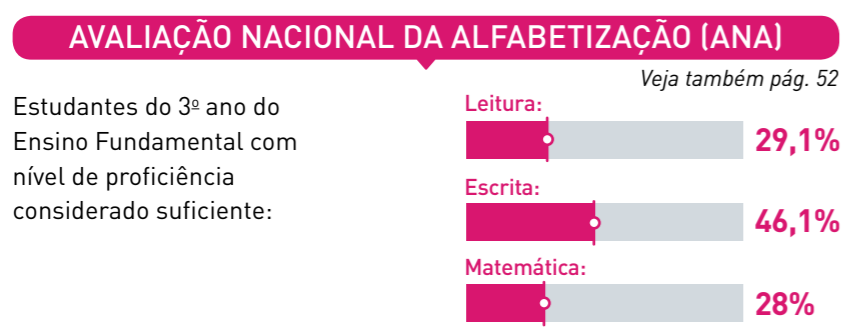 AVALIAÇÃO NACIONAL DA ALFABETIZAÇÃO (ANA)
Veja também pág. 52
Estudantes do 3º ano do
Ensino Fundamental com
nível de proficiência
considerado suficiente:
Leitura:
29,1%
Escrita:
46,1%
Matemática:
28%